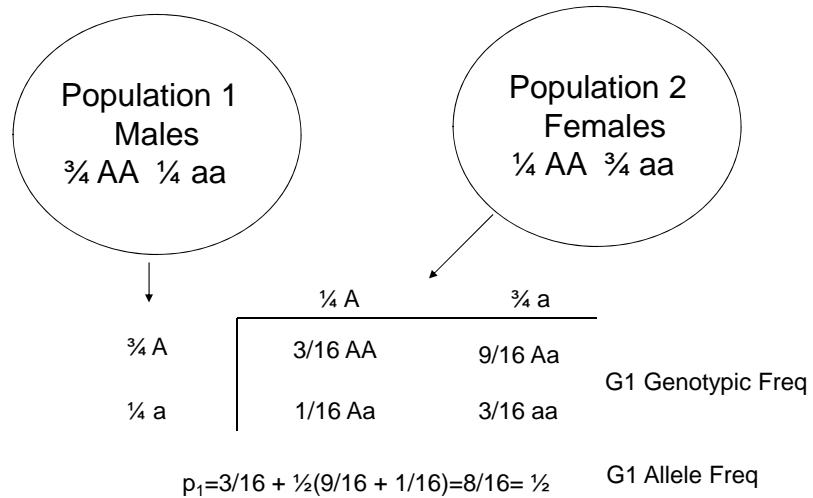 Population 1
Males
¾ AA ¼ aa
Population 2
Females
¼ AA ¾ aa
¼ A ¾ a
¾ A 3/16 AA 9/16 Aa
G1 Genotypic Freq
¼ a 1/16 Aa 3/16 aa
p₁=3/16 + ½(9/16 + 1/16)=8/16= ½ G1 Allele Freq